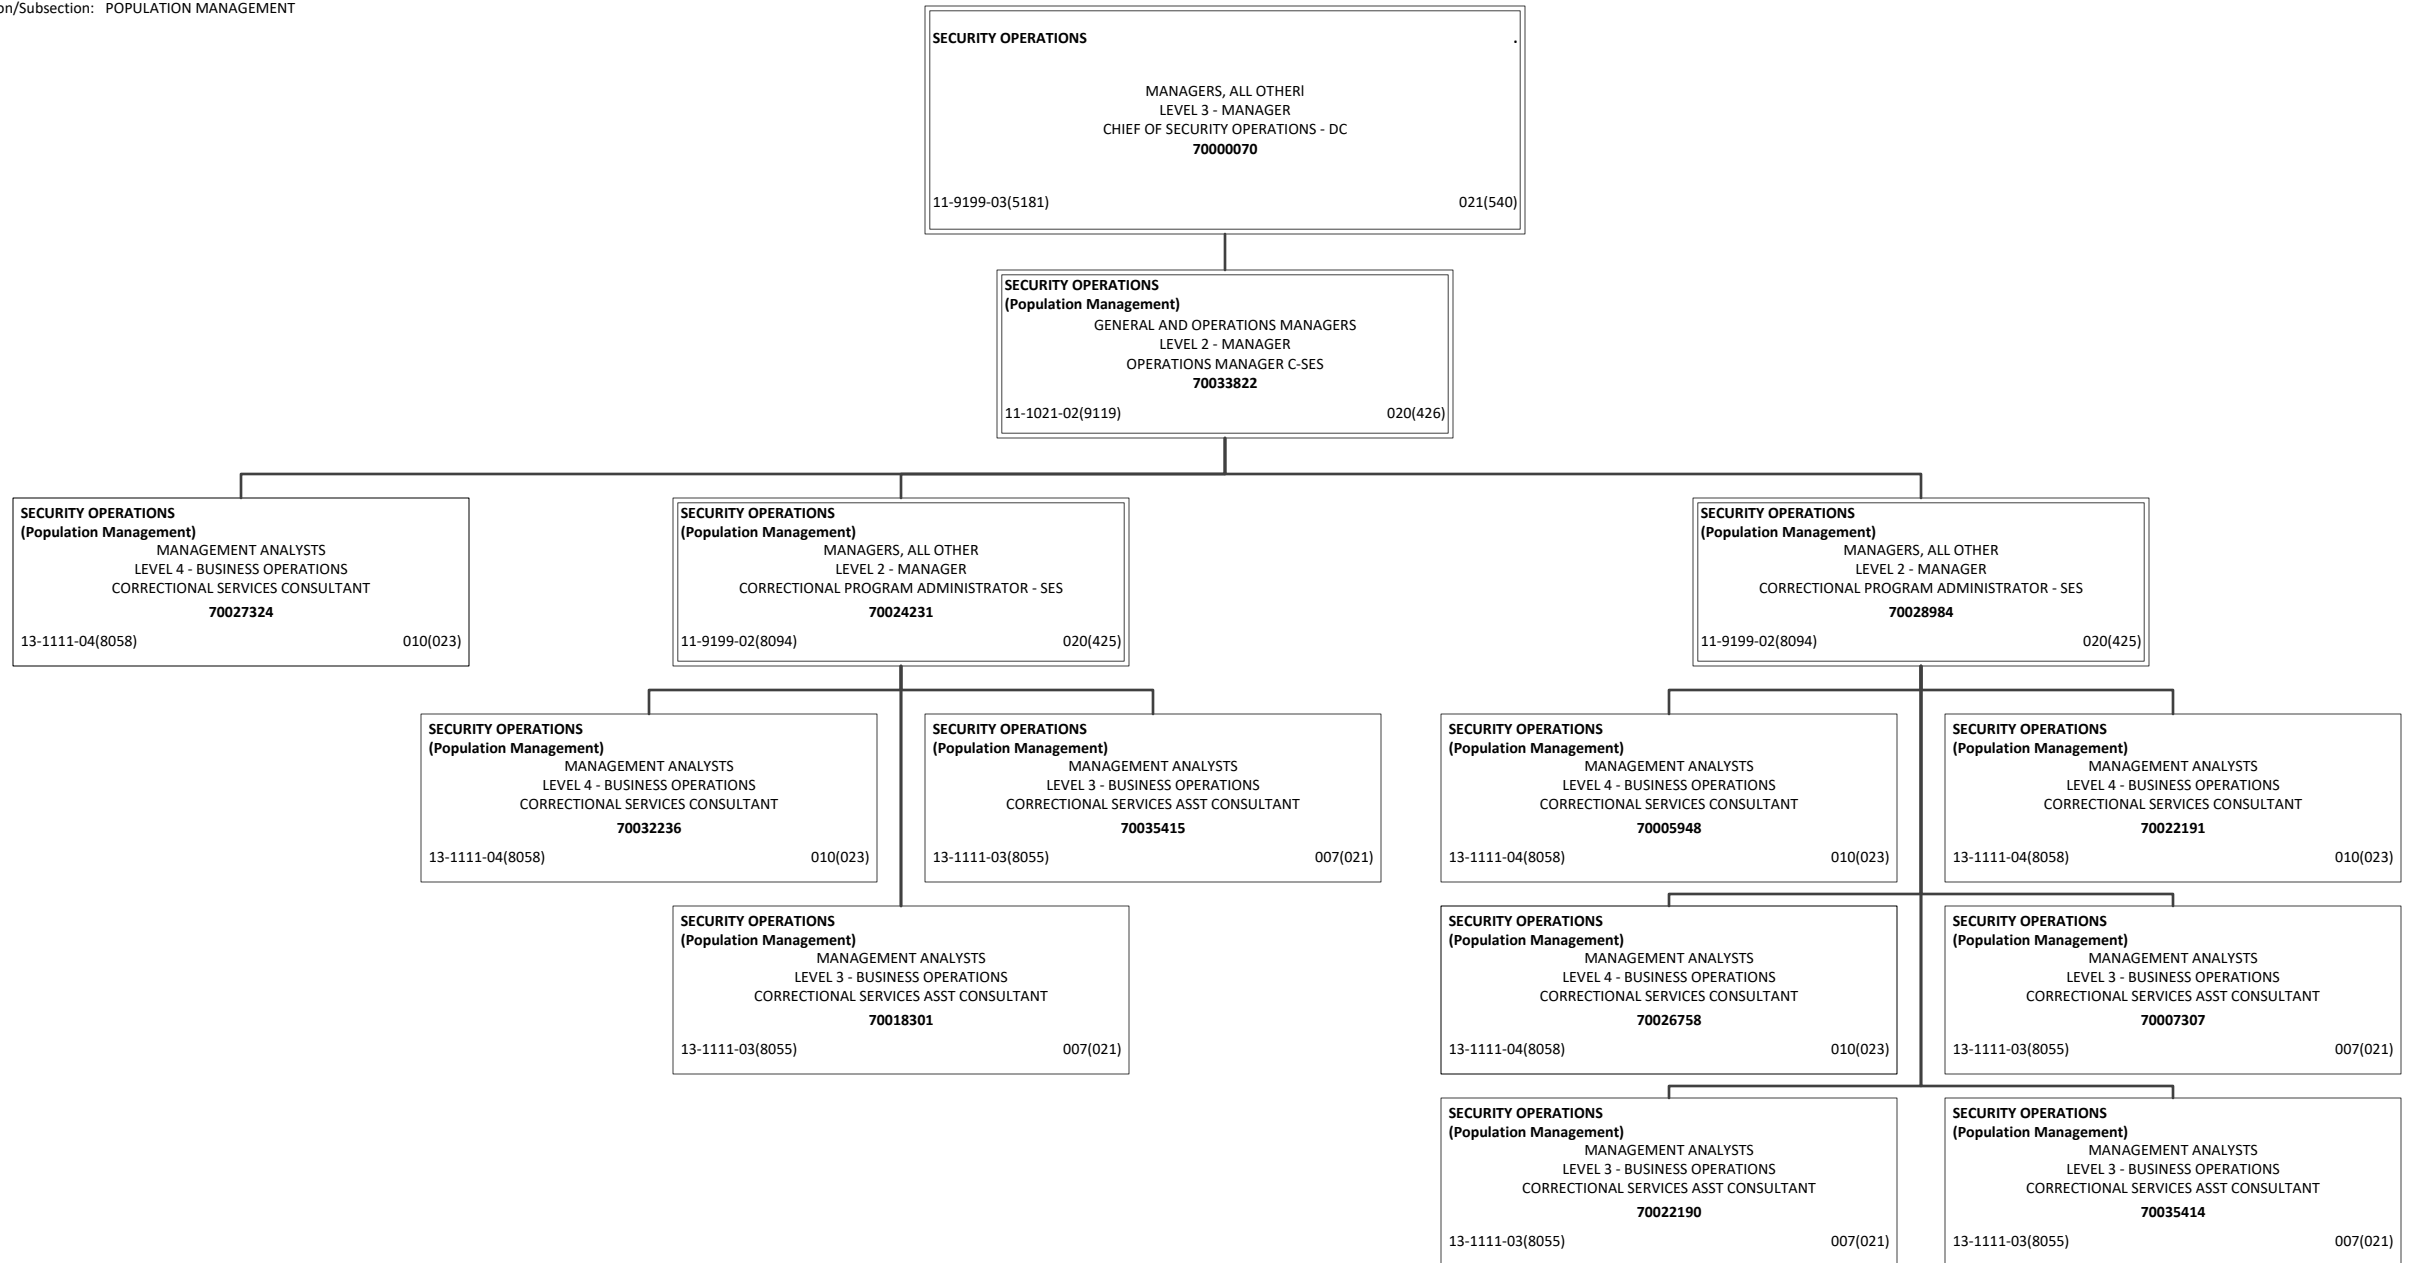 on/Subsection: POPULATION MANAGEMENT
SECURITY OPERATIONS .
MANAGERS, ALL OTHERl
LEVEL 3 - MANAGER
CHIEF OF SECURITY OPERATIONS - DC
70000070
11-9199-03(5181) 021(540)
SECURITY OPERATIONS
(Population Management)
GENERAL AND OPERATIONS MANAGERS
LEVEL 2 - MANAGER
OPERATIONS MANAGER C-SES
70033822
11-1021-02(9119) 020(426)
SECURITY OPERATIONS
(Population Management)
MANAGEMENT ANALYSTS
LEVEL 4 - BUSINESS OPERATIONS
CORRECTIONAL SERVICES CONSULTANT
70027324
13-1111-04(8058) 010(023)
SECURITY OPERATIONS
(Population Management)
MANAGERS, ALL OTHER
LEVEL 2 - MANAGER
CORRECTIONAL PROGRAM ADMINISTRATOR - SES
70024231
11-9199-02(8094) 020(425)
SECURITY OPERATIONS
(Population Management)
MANAGERS, ALL OTHER
LEVEL 2 - MANAGER
CORRECTIONAL PROGRAM ADMINISTRATOR - SES
70028984
11-9199-02(8094) 020(425)
SECURITY OPERATIONS
(Population Management)
MANAGEMENT ANALYSTS
LEVEL 4 - BUSINESS OPERATIONS
CORRECTIONAL SERVICES CONSULTANT
70032236
13-1111-04(8058) 010(023)
SECURITY OPERATIONS
(Population Management)
MANAGEMENT ANALYSTS
LEVEL 3 - BUSINESS OPERATIONS
CORRECTIONAL SERVICES ASST CONSULTANT
70035415
13-1111-03(8055) 007(021)
SECURITY OPERATIONS
(Population Management)
MANAGEMENT ANALYSTS
LEVEL 4 - BUSINESS OPERATIONS
CORRECTIONAL SERVICES CONSULTANT
70005948
13-1111-04(8058) 010(023)
SECURITY OPERATIONS
(Population Management)
MANAGEMENT ANALYSTS
LEVEL 4 - BUSINESS OPERATIONS
CORRECTIONAL SERVICES CONSULTANT
70022191
13-1111-04(8058) 010(023)
SECURITY OPERATIONS
(Population Management)
MANAGEMENT ANALYSTS
LEVEL 3 - BUSINESS OPERATIONS
CORRECTIONAL SERVICES ASST CONSULTANT
70018301
13-1111-03(8055) 007(021)
SECURITY OPERATIONS
(Population Management)
MANAGEMENT ANALYSTS
LEVEL 4 - BUSINESS OPERATIONS
CORRECTIONAL SERVICES CONSULTANT
70026758
13-1111-04(8058) 010(023)
SECURITY OPERATIONS
(Population Management)
MANAGEMENT ANALYSTS
LEVEL 3 - BUSINESS OPERATIONS
CORRECTIONAL SERVICES ASST CONSULTANT
70007307
13-1111-03(8055) 007(021)
SECURITY OPERATIONS
(Population Management)
MANAGEMENT ANALYSTS
LEVEL 3 - BUSINESS OPERATIONS
CORRECTIONAL SERVICES ASST CONSULTANT
70022190
13-1111-03(8055) 007(021)
SECURITY OPERATIONS
(Population Management)
MANAGEMENT ANALYSTS
LEVEL 3 - BUSINESS OPERATIONS
CORRECTIONAL SERVICES ASST CONSULTANT
70035414
13-1111-03(8055) 007(021)